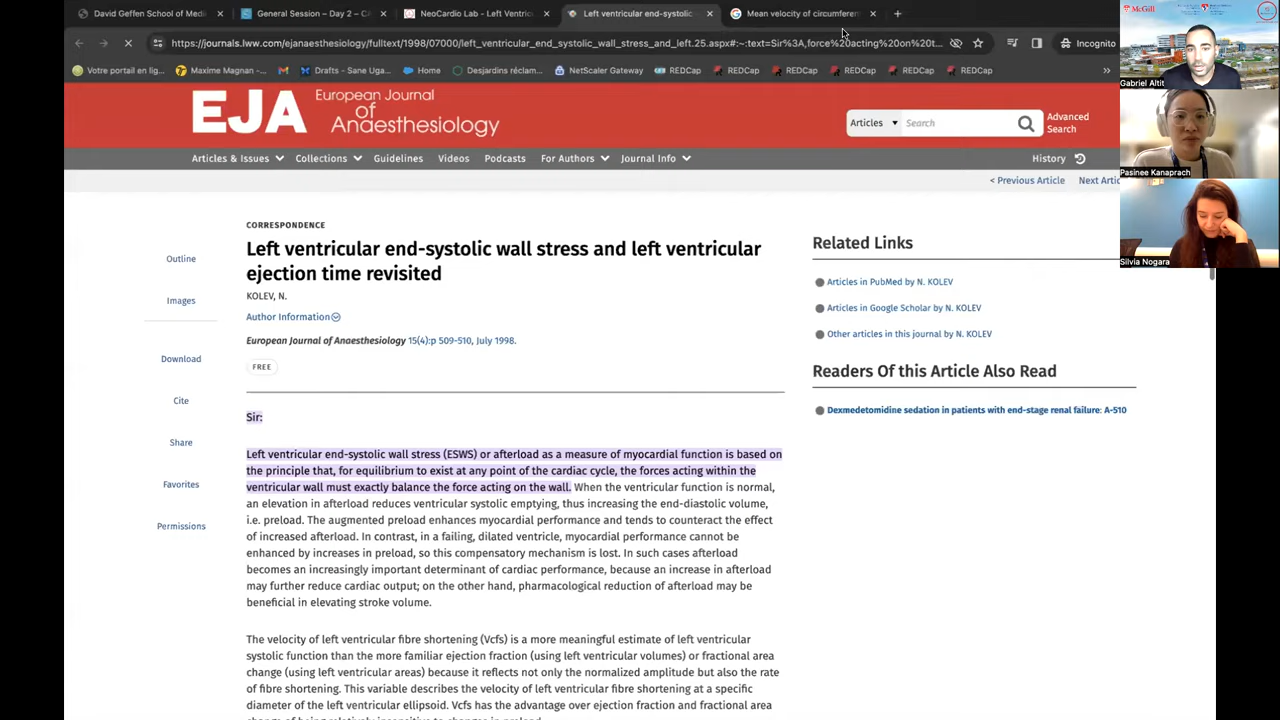 David Geffen School of Medi
General Session – Day 2 – CA
NeoCardio Lab – Left Ventric
Left ventricular end-systolic
Mean velocity of circumferen
https://journals.lww.com/ejanaesthesiology/fulltext/1998/07000/left_ventricular_end_systolic_wall_stress_and_left.25.aspx#:~:text=Sir%3A,force%20acting%20on%20t...
Incognito
Votre portail en ligne...
Maxime Magnan -...
Drafts - Sane Uga...
Home
Desjardins réclam...
NetScaler Gateway
REDCap
REDCap
REDCap
REDCap
REDCap
REDCap
»
EJA
European Journal
of
Anaesthesiology
Articles
Search
Advanced
Search
Articles & Issues
Collections
Guidelines
Videos
Podcasts
For Authors
Journal Info
History
< Previous Article
Next Artic
Outline
Images
Download
Cite
Share
Favorites
Permissions
CORRESPONDENCE
Left ventricular end-systolic wall stress and left ventricular
ejection time revisited
KOLEV, N.
Author Information
European Journal of Anaesthesiology 15(4):p 509-510, July 1998.
FREE
Sir:
Left ventricular end-systolic wall stress (ESWS) or afterload as a measure of myocardial function is based on
the principle that, for equilibrium to exist at any point of the cardiac cycle, the forces acting within the
ventricular wall must exactly balance the force acting on the wall. When the ventricular function is normal,
an elevation in afterload reduces ventricular systolic emptying, thus increasing the end-diastolic volume,
i.e. preload. The augmented preload enhances myocardial performance and tends to counteract the effect
of increased afterload. In contrast, in a failing, dilated ventricle, myocardial performance cannot be
enhanced by increases in preload, so this compensatory mechanism is lost. In such cases afterload
becomes an increasingly important determinant of cardiac performance, because an increase in afterload
may further reduce cardiac output; on the other hand, pharmacological reduction of afterload may be
beneficial in elevating stroke volume.
The velocity of left ventricular fibre shortening (Vcfs) is a more meaningful estimate of left ventricular
systolic function than the more familiar ejection fraction (using left ventricular volumes) or fractional area
change (using left ventricular areas) because it reflects not only the normalized amplitude but also the rate
of fibre shortening. This variable describes the velocity of left ventricular fibre shortening at a specific
diameter of the left ventricular ellipsoid. Vcfs has the advantage over ejection fraction and fractional area
change of being relatively insensitive to changes in preload
Related Links
Articles in PubMed by N. KOLEV
Articles in Google Scholar by N. KOLEV
Other articles in this journal by N. KOLEV
Readers Of this Article Also Read
Dexmedetomidine sedation in patients with end-stage renal failure: A-510
McGill
Gabriel Altit
Pasinee Kanaprach
Silvia Nogara